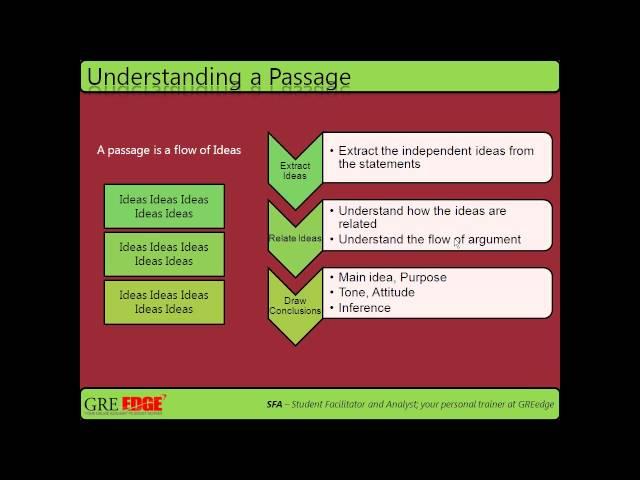 Understanding a Passage
A passage is a flow of Ideas
Ideas Ideas Ideas
Ideas Ideas
Ideas Ideas Ideas
Ideas Ideas
Ideas Ideas Ideas
Ideas Ideas
Extract
Ideas
• Extract the independent ideas from
the statements
Relate Ideas
• Understand how the ideas are
related
• Understand the flow of argument
Draw
Conclusions
• Main idea, Purpose
• Tone, Attitude
• Inference
GRE EDGE
SFA – Student Facilitator and Analyst; your personal trainer at GREedge